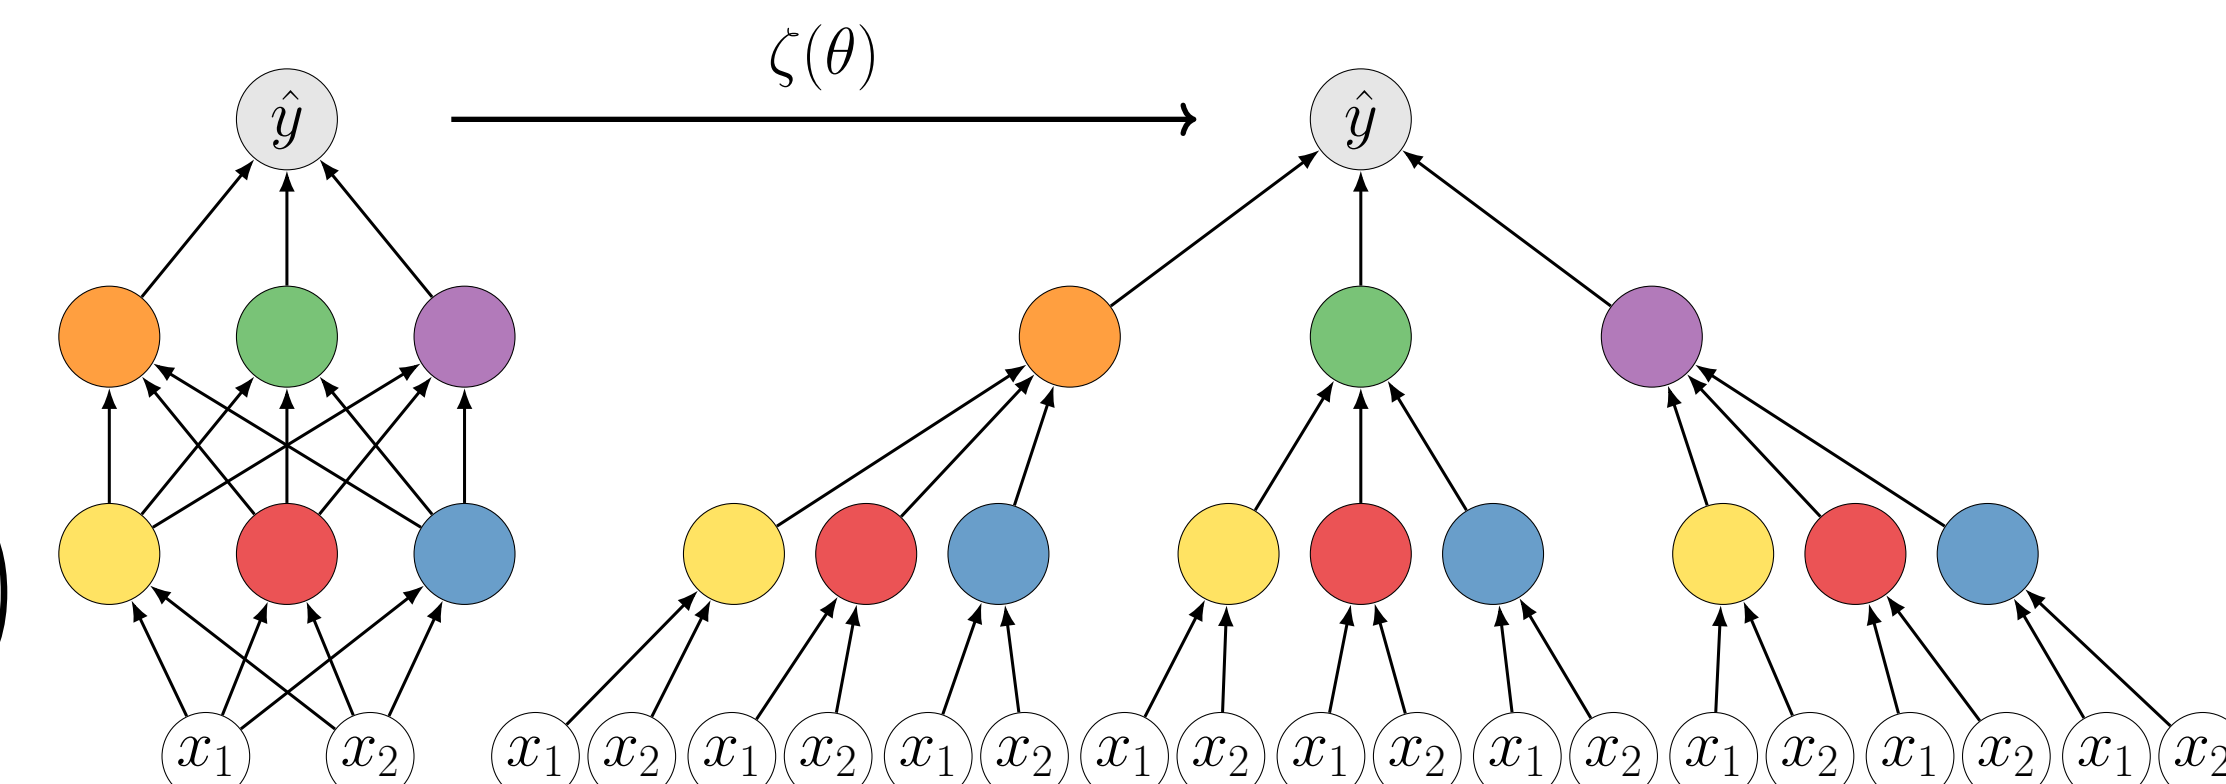 ζ(θ)
ŷ ŷ
x₁ x₂ x₁ x₂ x₁ x₂ x₁ x₂ x₁ x₂ x₁ x₂ x₁ x₂ x₁ x₂ x₁ x₂ x₁ x₂